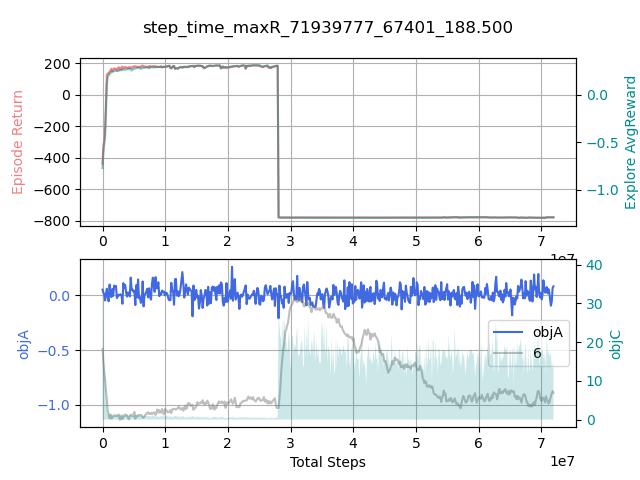 step_time_maxR_71939777_67401_188.500
200
0
−200
−400
−600
−800
Episode Return
0.0
−0.5
−1.0
Explore AvgReward
0 1 2 3 4 5 6 7
0.0
−0.5
−1.0
objA
40
30
20
10
0
objC
objA
6
0 1 2 3 4 5 6 7
1e7
Total Steps